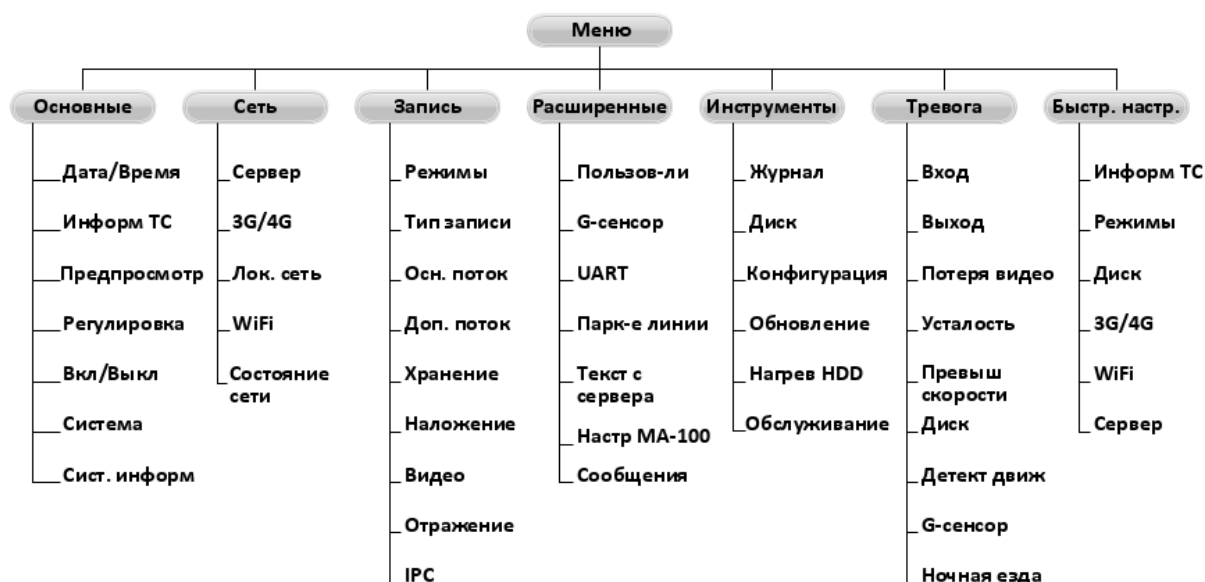 Меню
Основные
Дата/Время
Информ ТС
Предпросмотр
Регулировка
Вкл/Выкл
Система
Сист. информ
Сеть
Сервер
3G/4G
Лок. сеть
WiFi
Состояние
сети
Запись
Режимы
Тип записи
Осн. поток
Доп. поток
Хранение
Наложение
Видео
Отражение
IPC
Расширенные
Пользов-ли
G-сенсор
UART
Парк-е линии
Текст с
сервера
Настр МА-100
Сообщения
Инструменты
Журнал
Диск
Конфигурация
Обновление
Нагрев HDD
Обслуживание
Тревога
Вход
Выход
Потеря видео
Усталость
Превыш
скорости
Диск
Детект движ
G-сенсор
Ночная езда
Быстр. настр.
Информ ТС
Режимы
Диск
3G/4G
WiFi
Сервер